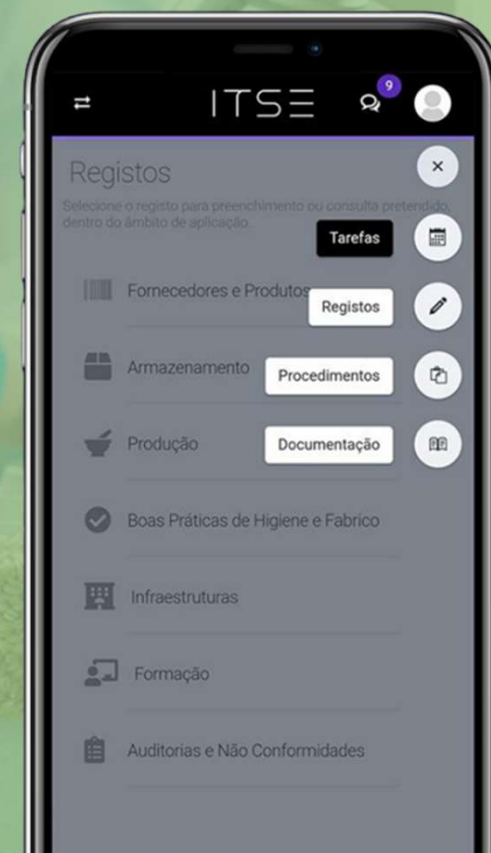 ITSE
9
Registos
Selecione o registo para preenchimento ou consulta pretendido,
dentro do âmbito de aplicação
Tarefas
Fornecedores e Produtos
Registos
Armazenamento
Procedimentos
Produção
Documentação
Boas Práticas de Higiene e Fabrico
Infraestruturas
Formação
Auditorias e Não Conformidades